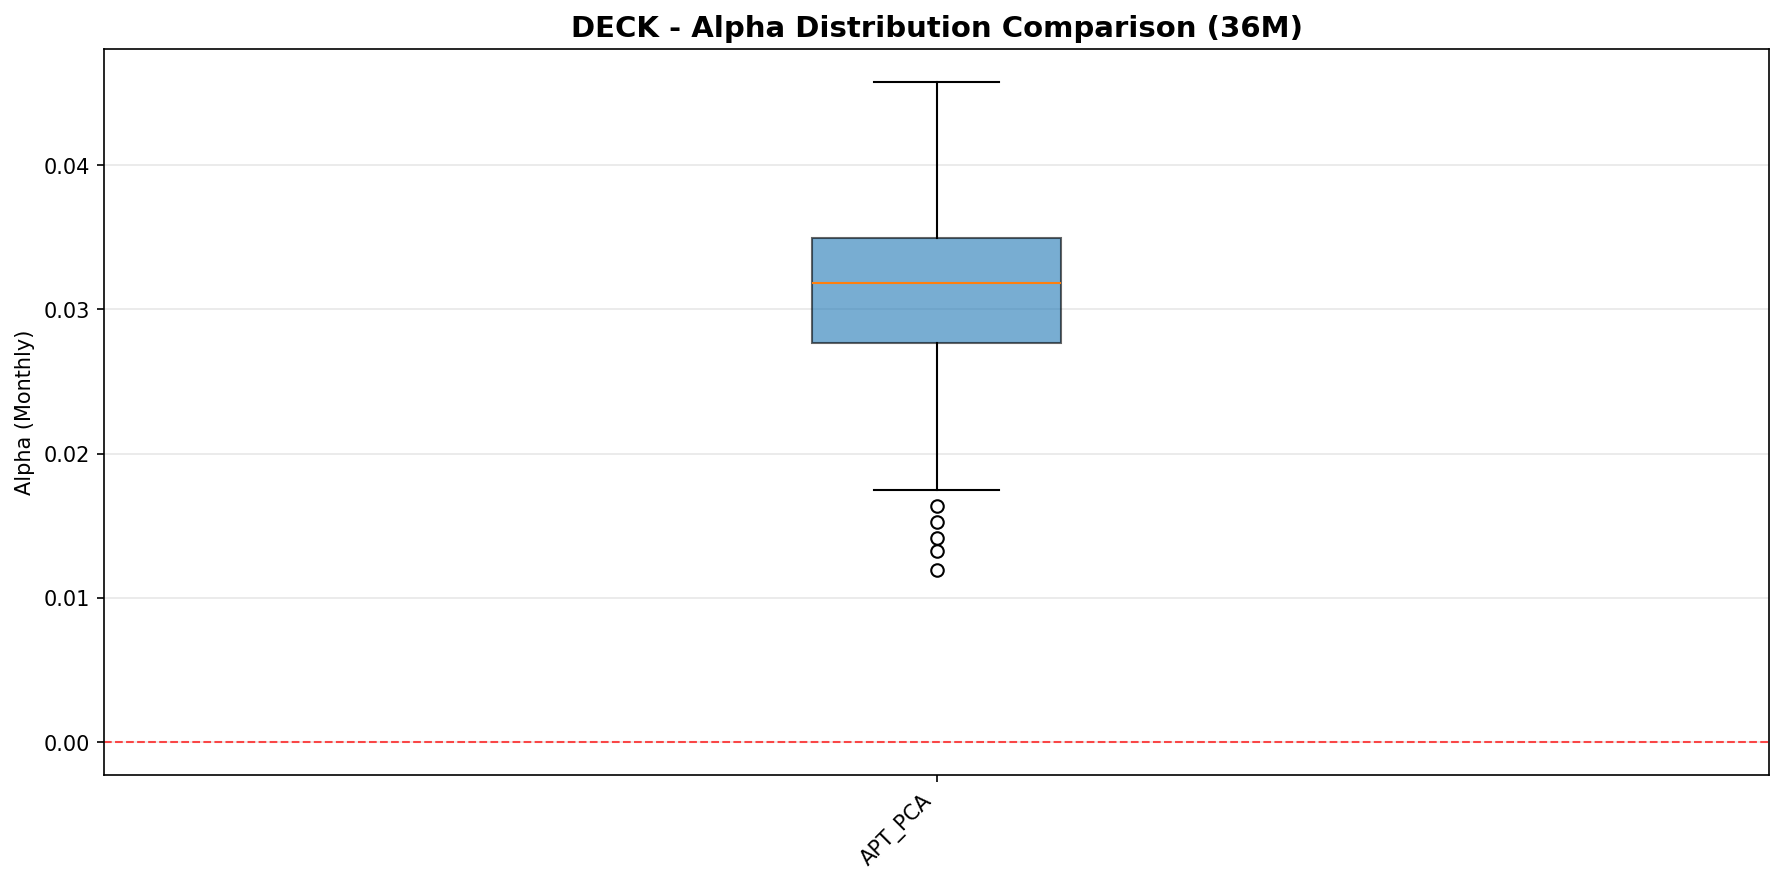 DECK - Alpha Distribution Comparison (36M)
Alpha (Monthly)
0.04
0.03
0.02
0.01
0.00
APT_PCA